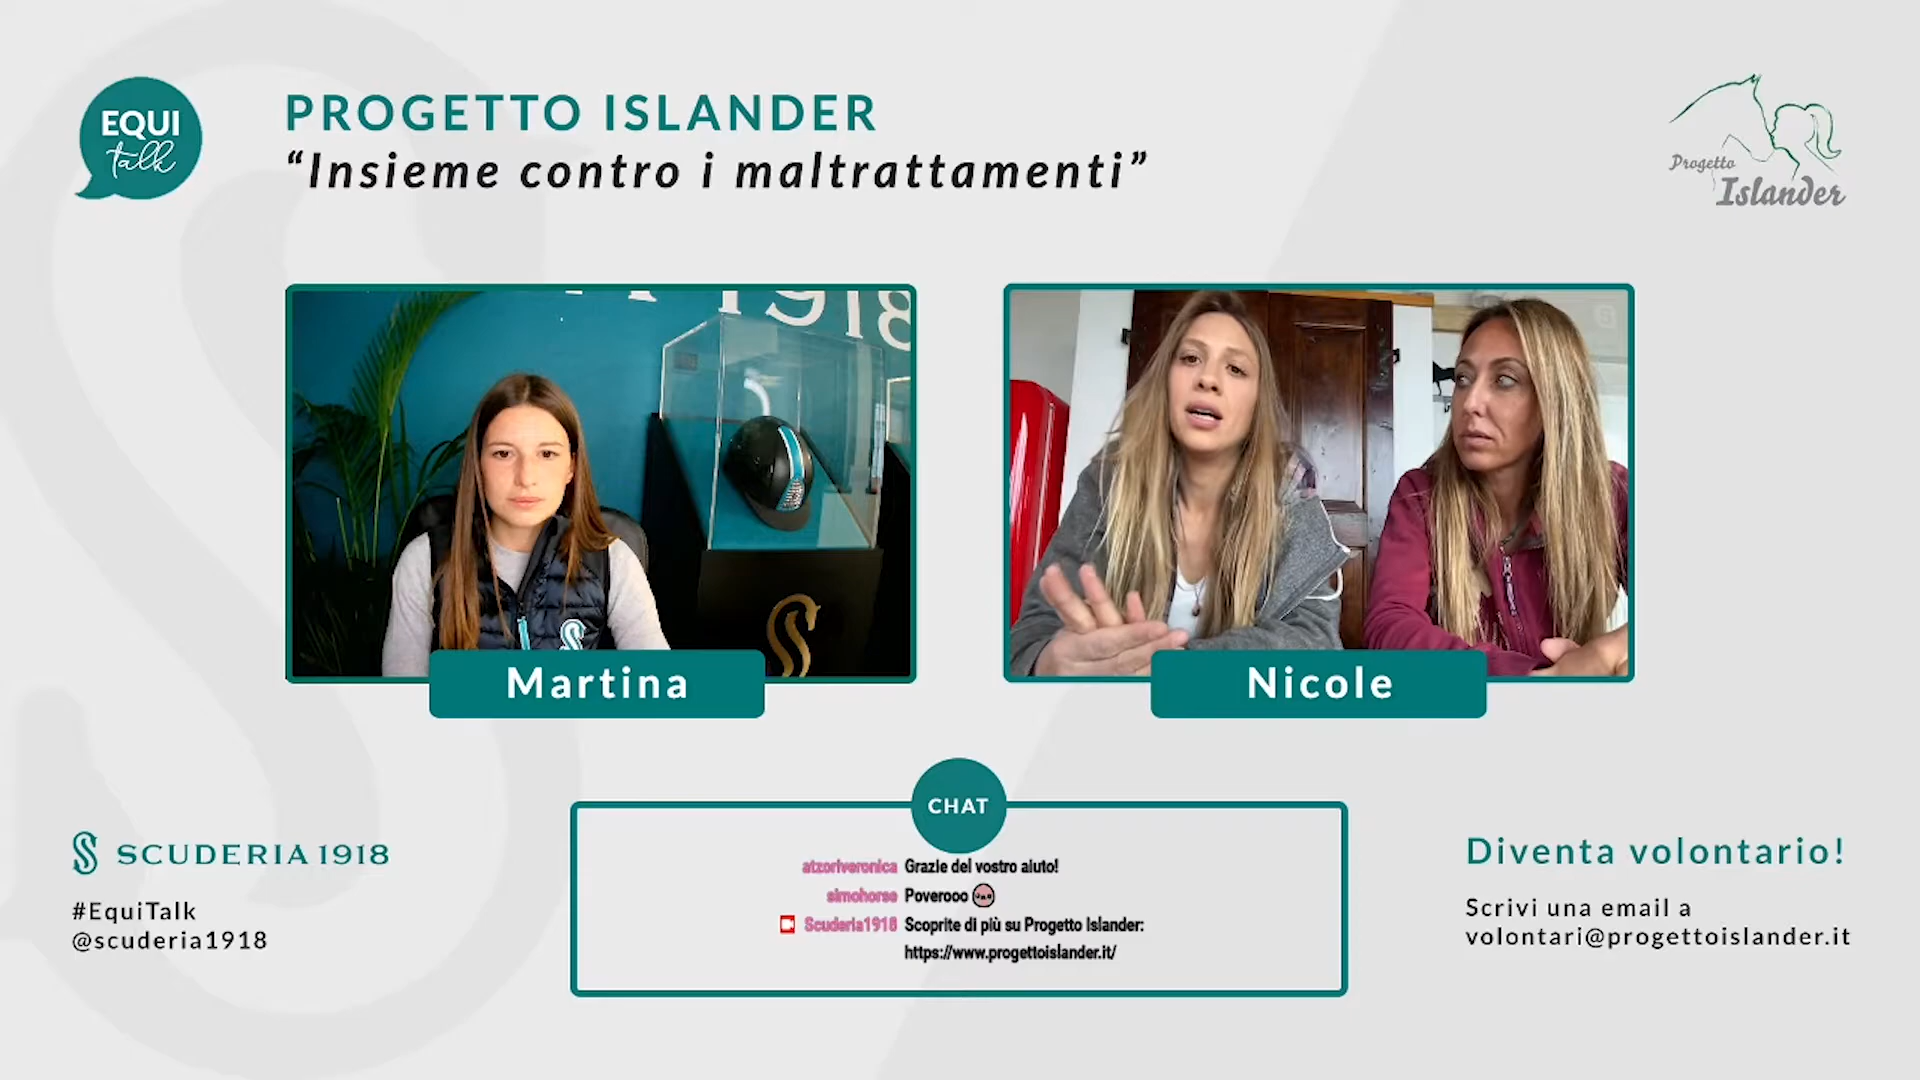 EQUI
talk
PROGETTO ISLANDER
“Insieme contro i maltrattamenti”
Progetto
Islander
1918
Martina
Nicole
CHAT
atzoriveronica Grazie del vostro aiuto!
simohorse Poverooo
Scuderia1918 Scoprite di più su Progetto Islander:
https://www.progettoislander.it/
SCUDERIA 1918
#EquiTalk
@scuderia1918
Diventa volontario!
Scrivi una email a
volontari@progettoislander.it